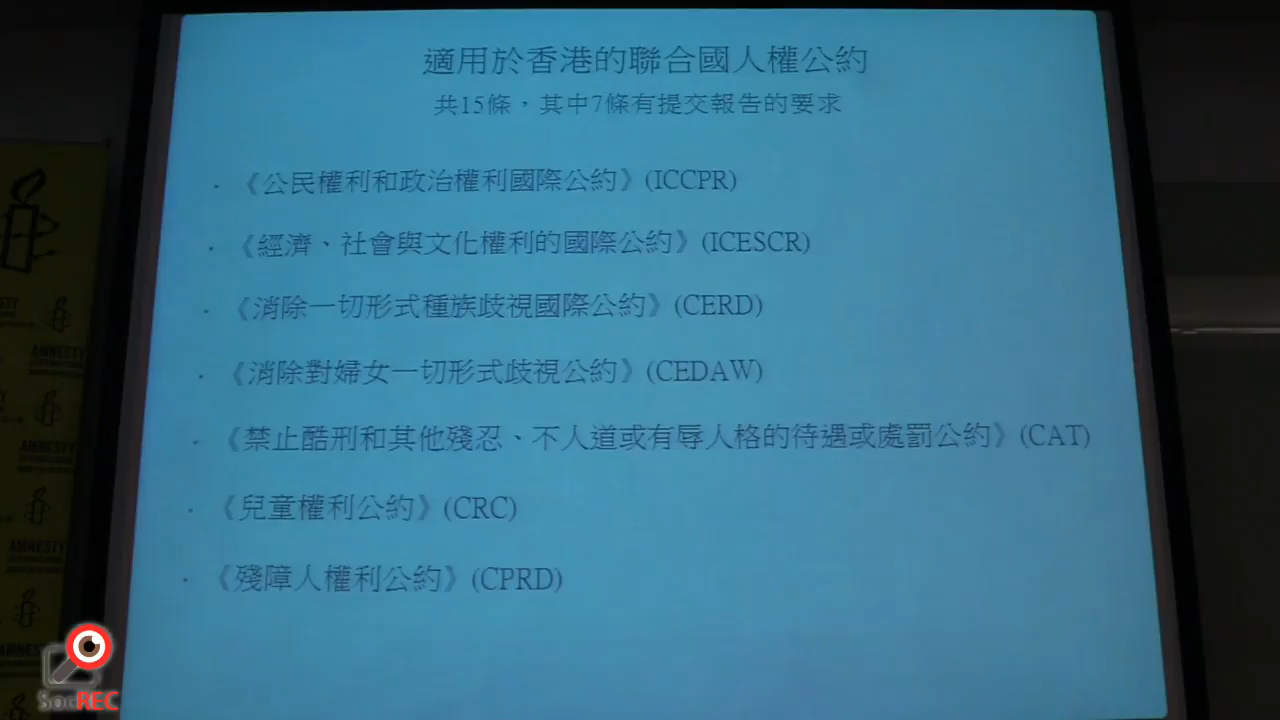 適用於香港的聯合國人權公約
共15條，其中7條有提交報告的要求
· 《公民權利和政治權利國際公約》(ICCPR)
· 《經濟、社會與文化權利的國際公約》(ICESCR)
· 《消除一切形式種族歧視國際公約》(CERD)
· 《消除對婦女一切形式歧視公約》(CEDAW)
· 《禁止酷刑和其他殘忍、不人道或有辱人格的待遇或處罰公約》(CAT)
· 《兒童權利公約》(CRC)
· 《殘障人權利公約》(CPRD)
AMNESTY
AMNESTY
AMNESTY
SocREC